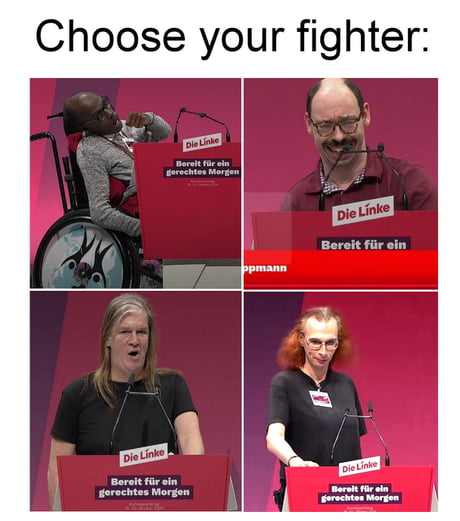 Choose your fighter:
Die Linke
Bereit für ein
gerechtes Morgen
Die Linke
Bereit für ein
ppmann
Die Linke
Bereit für ein
gerechtes Morgen
Die Linke
Bereit für ein
gerechtes Morgen